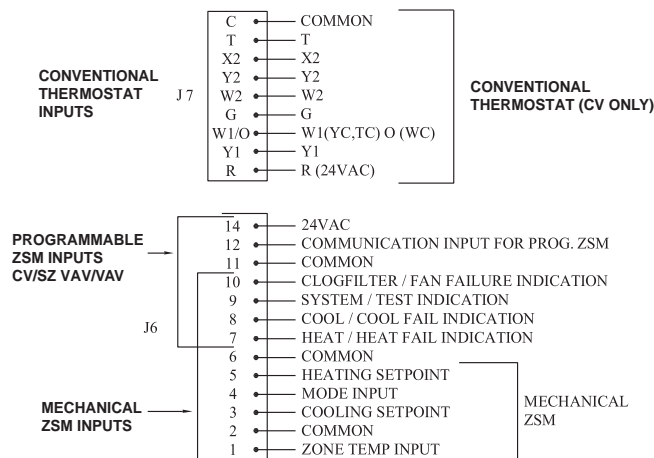 C COMMON
T T
X2 X2
Y2 Y2
CONVENTIONAL THERMOSTAT INPUTS
J 7
W2 W2
CONVENTIONAL THERMOSTAT (CV ONLY)
G G
W1/O W1(YC,TC) O (WC)
Y1 Y1
R R (24VAC)
PROGRAMMABLE ZSM INPUTS CV/SZ VAV/VAV
14 24VAC
12 COMMUNICATION INPUT FOR PROG. ZSM
11 COMMON
10 CLOGFILTER / FAN FAILURE INDICATION
9 SYSTEM / TEST INDICATION
J6
8 COOL / COOL FAIL INDICATION
7 HEAT / HEAT FAIL INDICATION
6 COMMON
5 HEATING SETPOINT
4 MODE INPUT
MECHANICAL ZSM INPUTS
3 COOLING SETPOINT
MECHANICAL ZSM
2 COMMON
1 ZONE TEMP INPUT